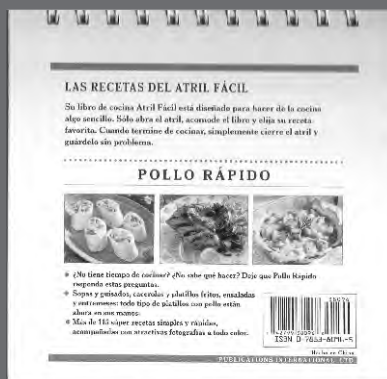 LAS RECETAS DEL ATRIL FÁCIL
Su libro de cocina Atril Fácil está diseñado para hacer de la cocina
algo sencillo. Sólo abra el atril, acomode el libro y elija su receta
favorita. Cuando termine de cocinar, simplemente cierre el atril y
guárdelo sin problema.
POLLO RÁPIDO
¿No tiene tiempo de cocinar? ¿No sabe qué hacer? Deje que Pollo Rápido
responda estas preguntas.
Sopas y guisados, cacerolas y platillos fritos, ensaladas
y entremeses: todo tipo de platillos con pollo están
ahora en sus manos.
Más de súper recetas simples y rápidas,
acompañadas con atractivas fotografías a todo color.
ISBN
Hecho en China
PUBLICATIONS INTERNATIONAL, LTD.